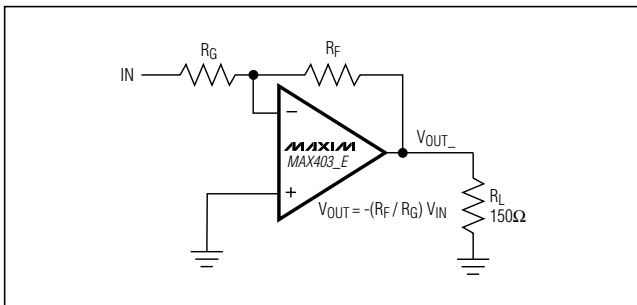 R_G
R_F
IN
−
MAXIM
MAX403_E
V_OUT_
+
V_OUT = -(R_F / R_G) V_IN
R_L
150Ω